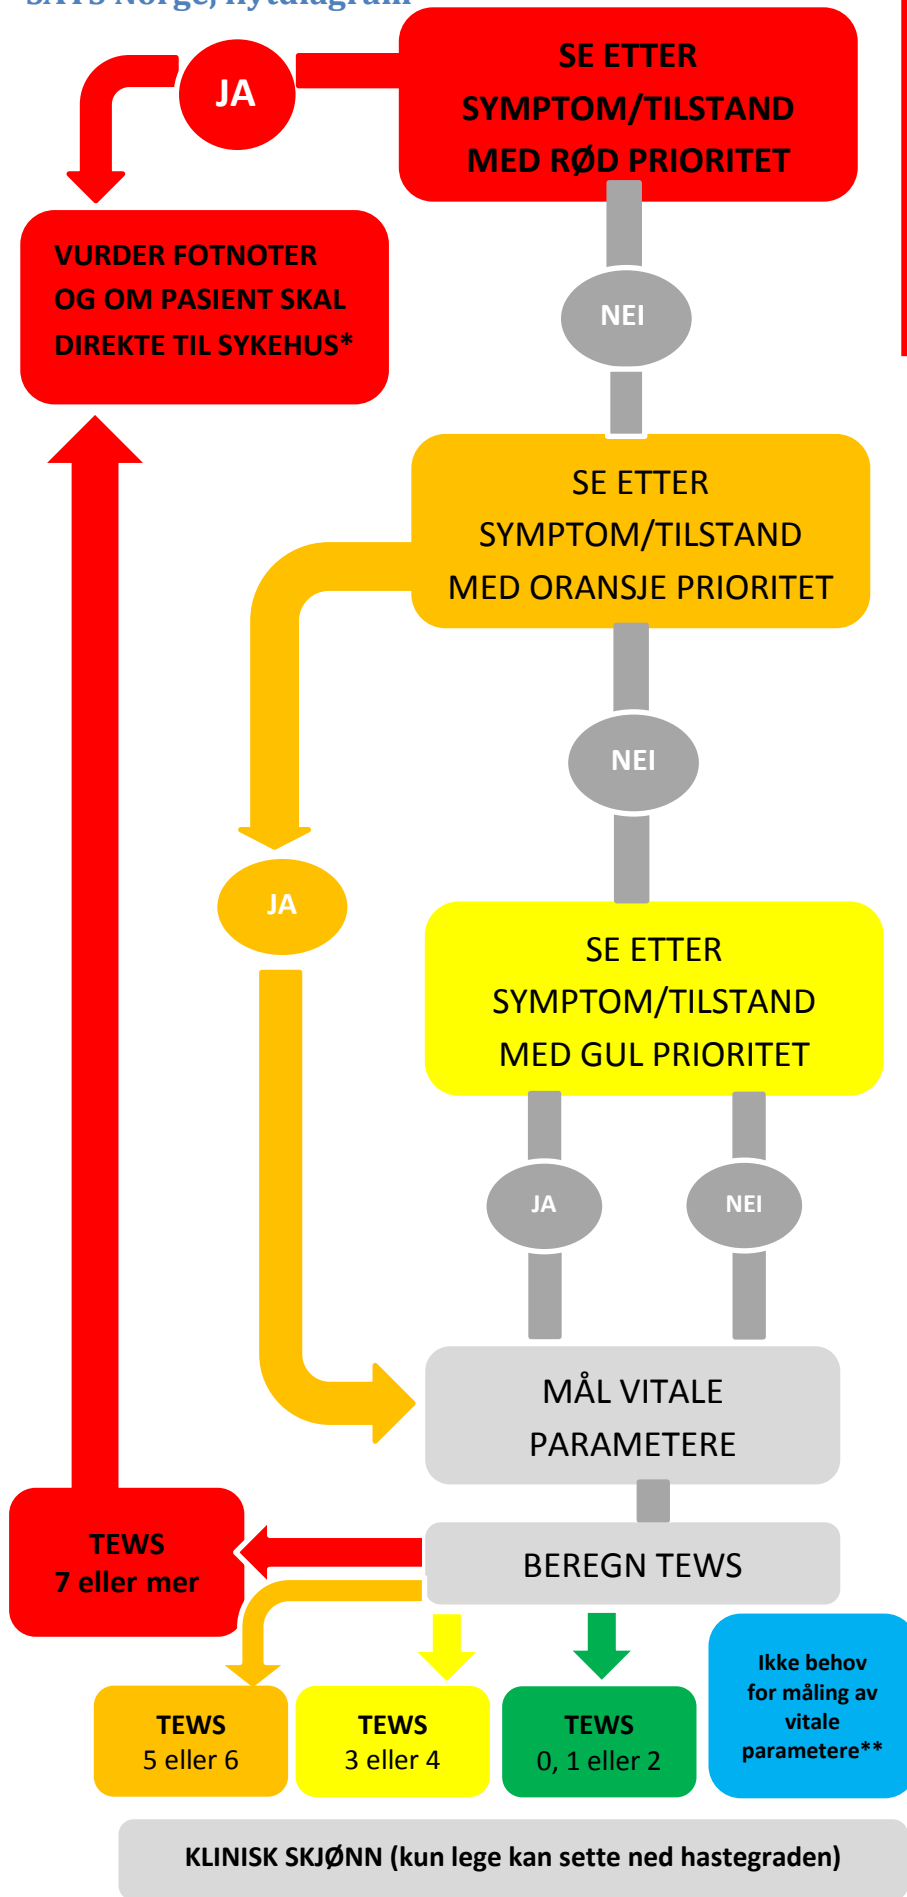 SATS Norge, flytdiagram
SE ETTER
SYMPTOM/TILSTAND
MED RØD PRIORITET
JA
VURDER FOTNOTER
OG OM PASIENT SKAL
DIREKTE TIL SYKEHUS*
NEI
SE ETTER
SYMPTOM/TILSTAND
MED ORANSJE PRIORITET
NEI
JA
SE ETTER
SYMPTOM/TILSTAND
MED GUL PRIORITET
JA
NEI
MÅL VITALE
PARAMETERE
BEREGN TEWS
TEWS
7 eller mer
TEWS
5 eller 6
TEWS
3 eller 4
TEWS
0, 1 eller 2
Ikke behov
for måling av
vitale
parametere**
KLINISK SKJØNN (kun lege kan sette ned hastegraden)